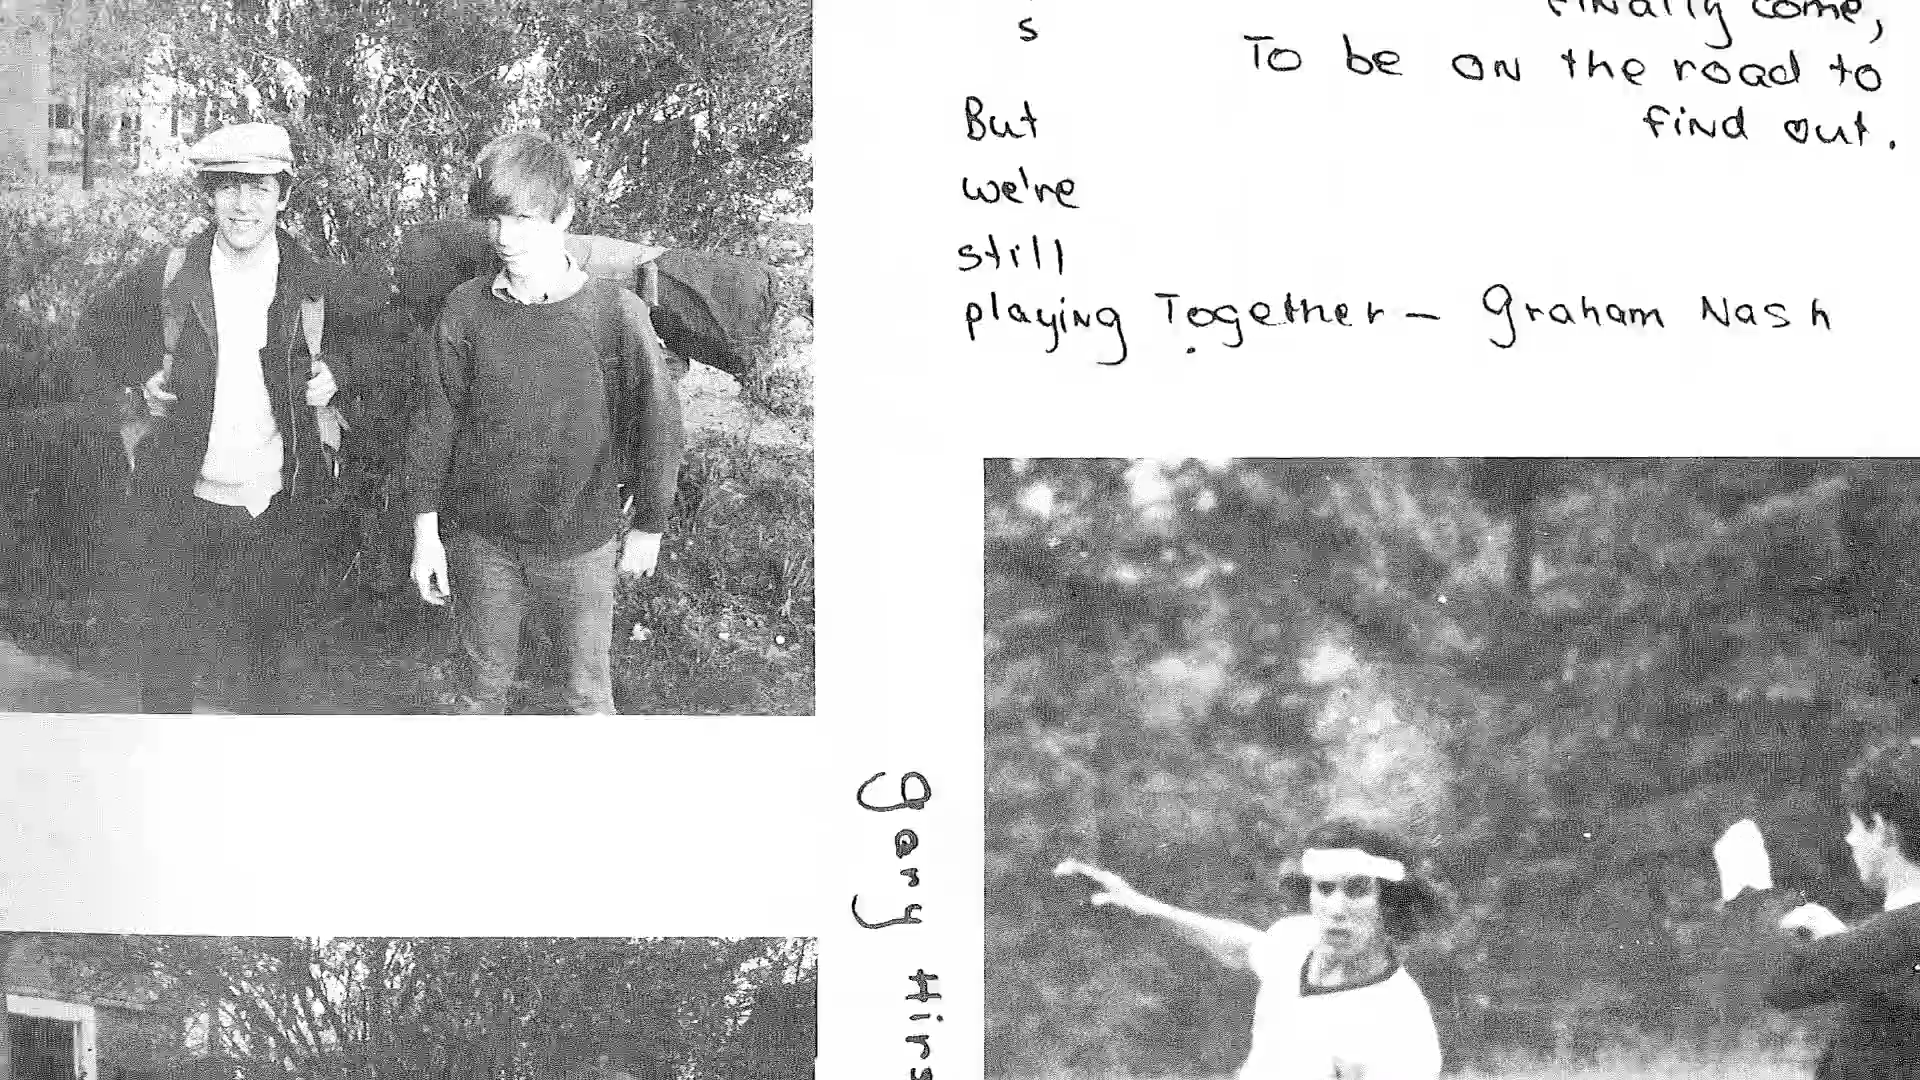 s
finally come,
To be on the road to
find out.
But
we're
still
playing Together - Graham Nash
Gary